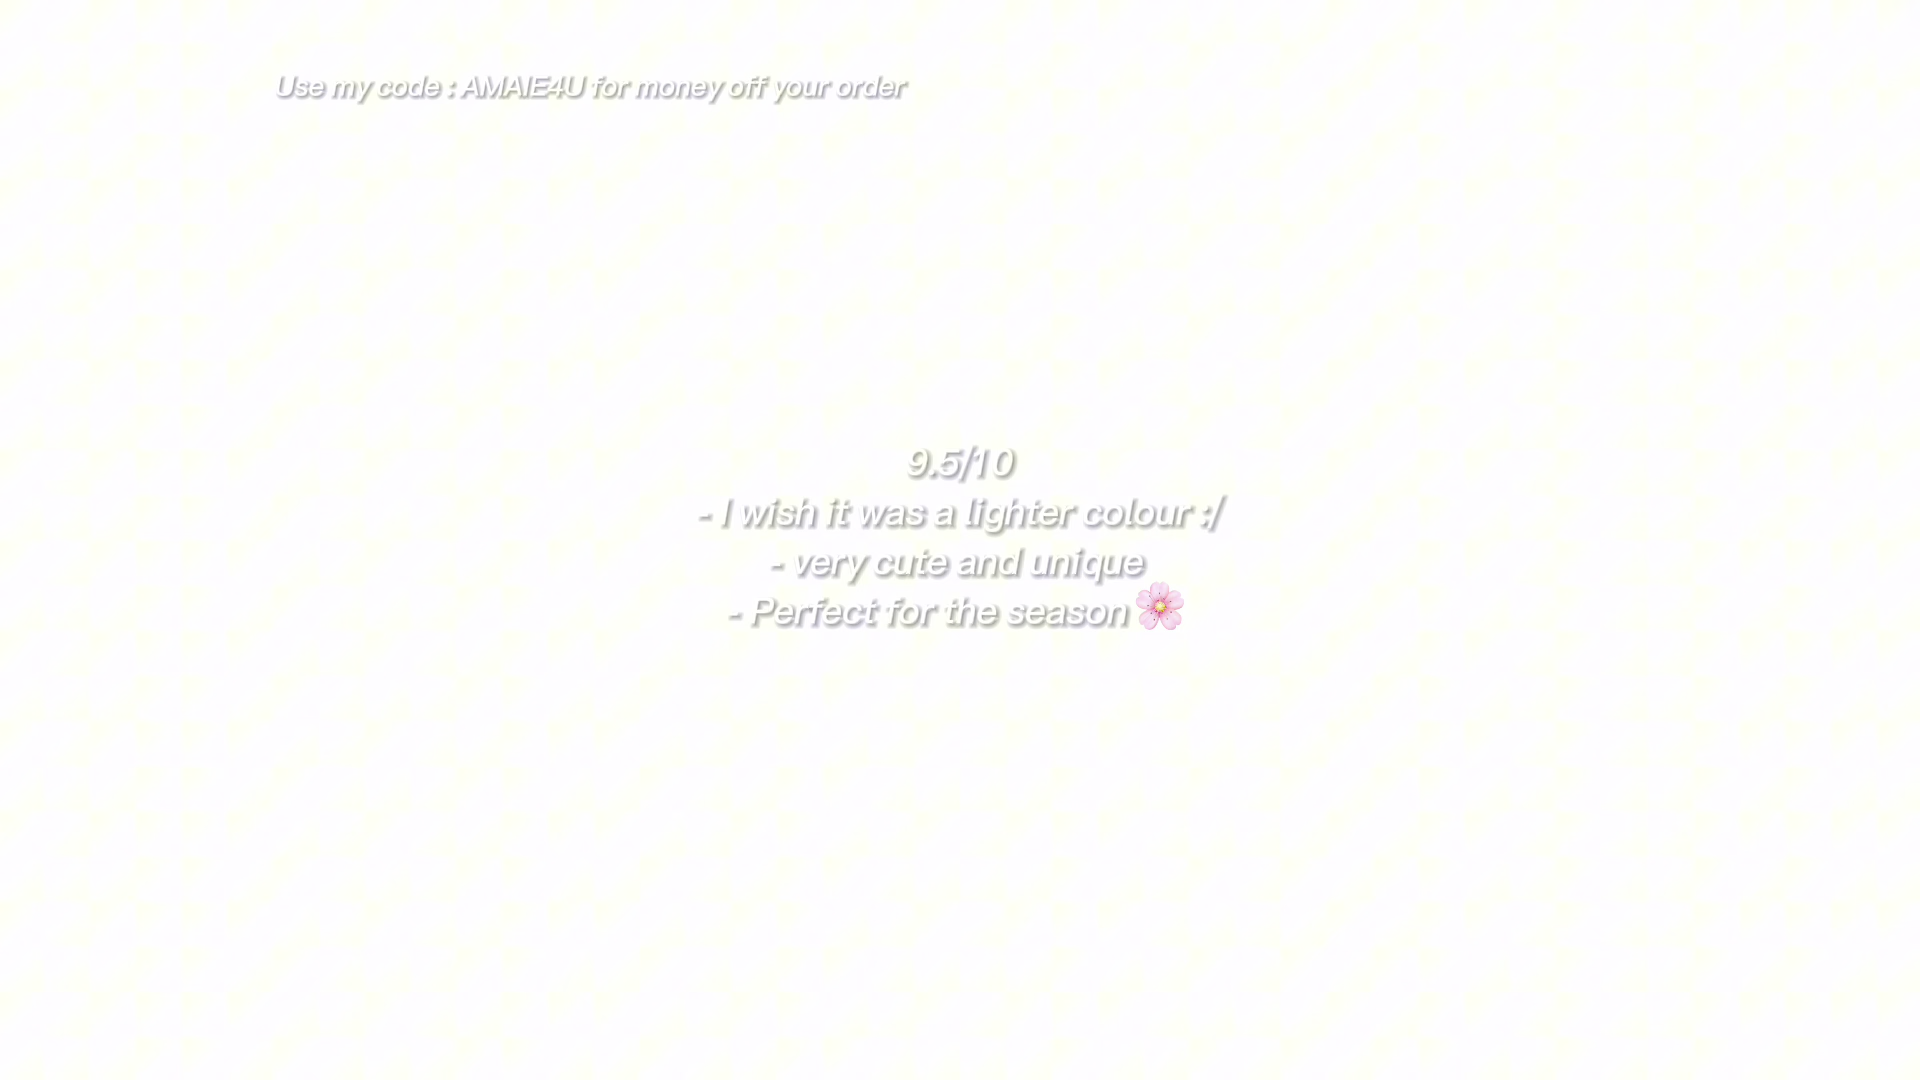 Use my code : AMAIE4U for money off your order
9.5/10
- I wish it was a lighter colour :/
- very cute and unique
- Perfect for the season 🌸